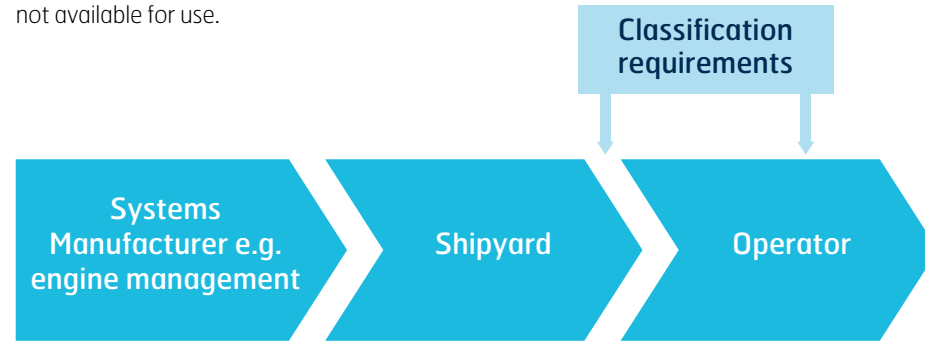 not available for use.
Classification
requirements
Systems
Manufacturer e.g.
engine management
Shipyard
Operator